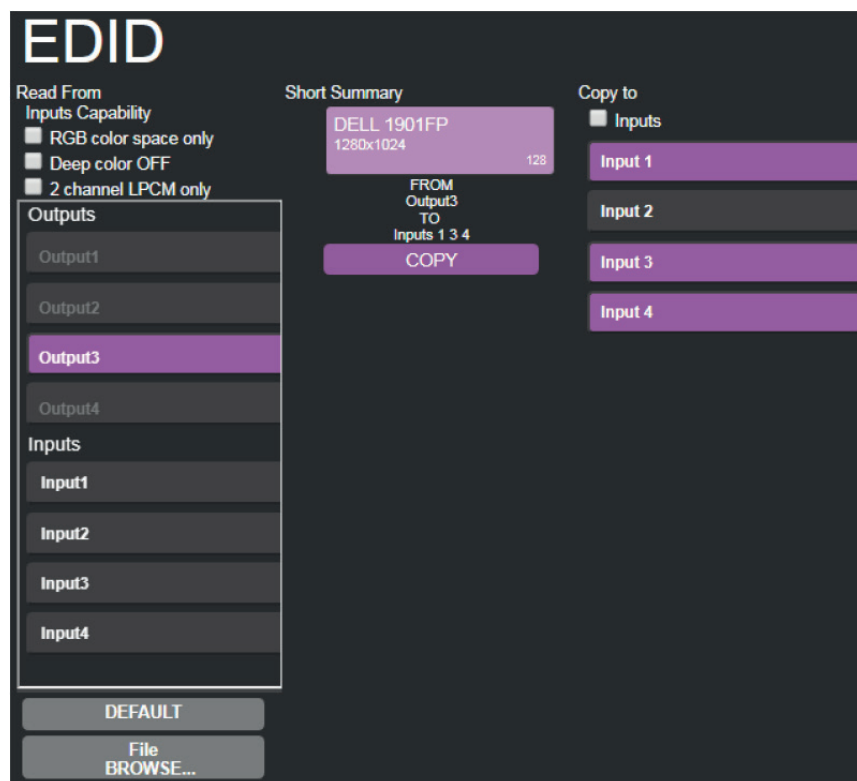 EDID
Read From
Inputs Capability
RGB color space only
Deep color OFF
2 channel LPCM only
Outputs
Output1
Output2
Output3
Output4
Inputs
Input1
Input2
Input3
Input4
DEFAULT
File
BROWSE...
Short Summary
DELL 1901FP
1280x1024
128
FROM
Output3
TO
Inputs 1 3 4
COPY
Copy to
Inputs
Input 1
Input 2
Input 3
Input 4